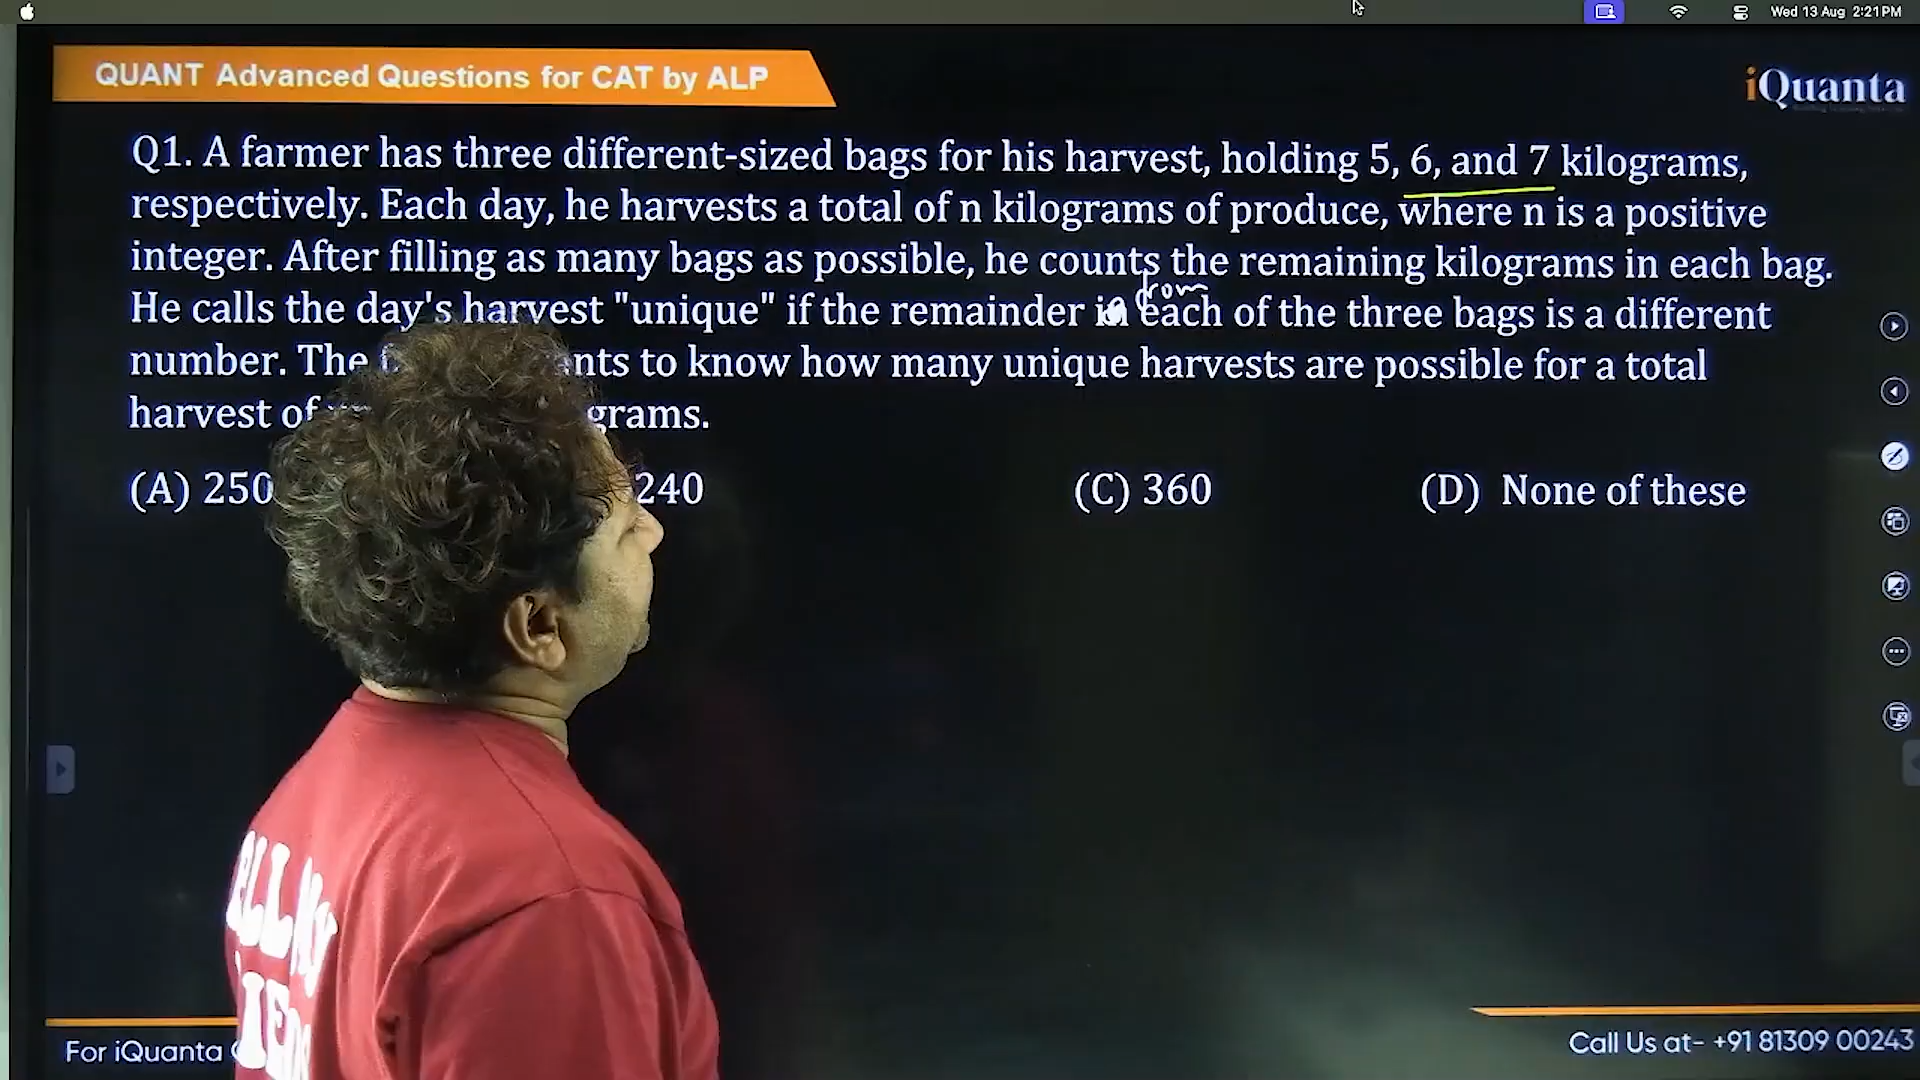 Wed 13 Aug 2:21 PM
QUANT Advanced Questions for CAT by ALP
iQuanta
Q1. A farmer has three different-sized bags for his harvest, holding 5, 6, and 7 kilograms,
respectively. Each day, he harvests a total of n kilograms of produce, where n is a positive
integer. After filling as many bags as possible, he counts the remaining kilograms in each bag.
from
He calls the day's harvest "unique" if the remainder in each of the three bags is a different
number. The wants to know how many unique harvests are possible for a total
harvest of kilograms.
(A) 250 240 (C) 360 (D) None of these
For iQuanta
Call Us at- +91 81309 00243